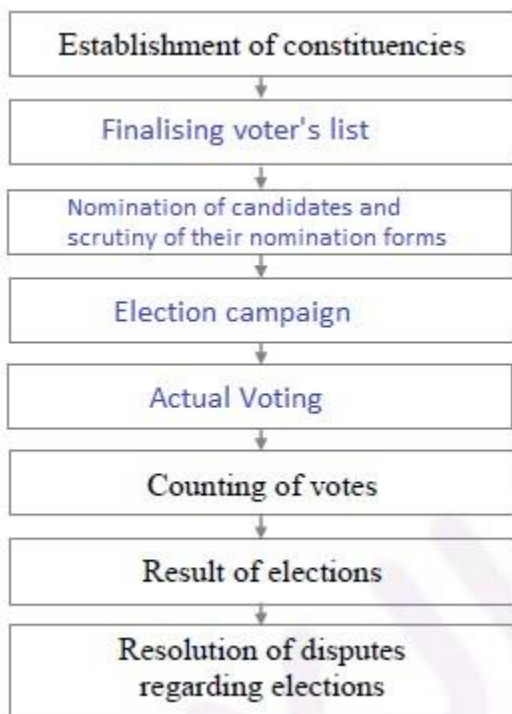 Establishment of constituencies
Finalising voter's list
Nomination of candidates and
scrutiny of their nomination forms
Election campaign
Actual Voting
Counting of votes
Result of elections
Resolution of disputes
regarding elections